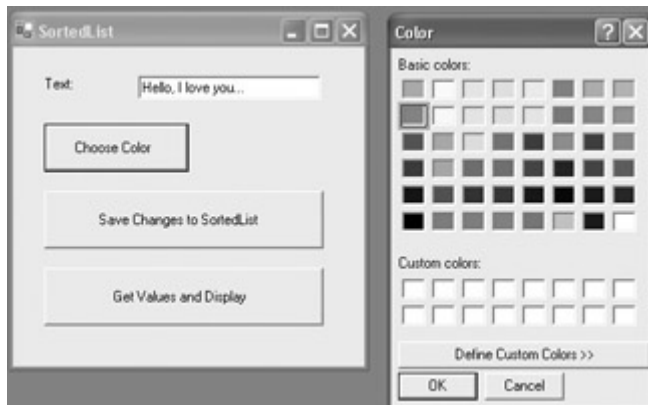 SortedList
Text:
Hello, I love you...
Choose Color
Save Changes to SortedList
Get Values and Display
Color
Basic colors:
Custom colors:
Define Custom Colors >>
OK
Cancel